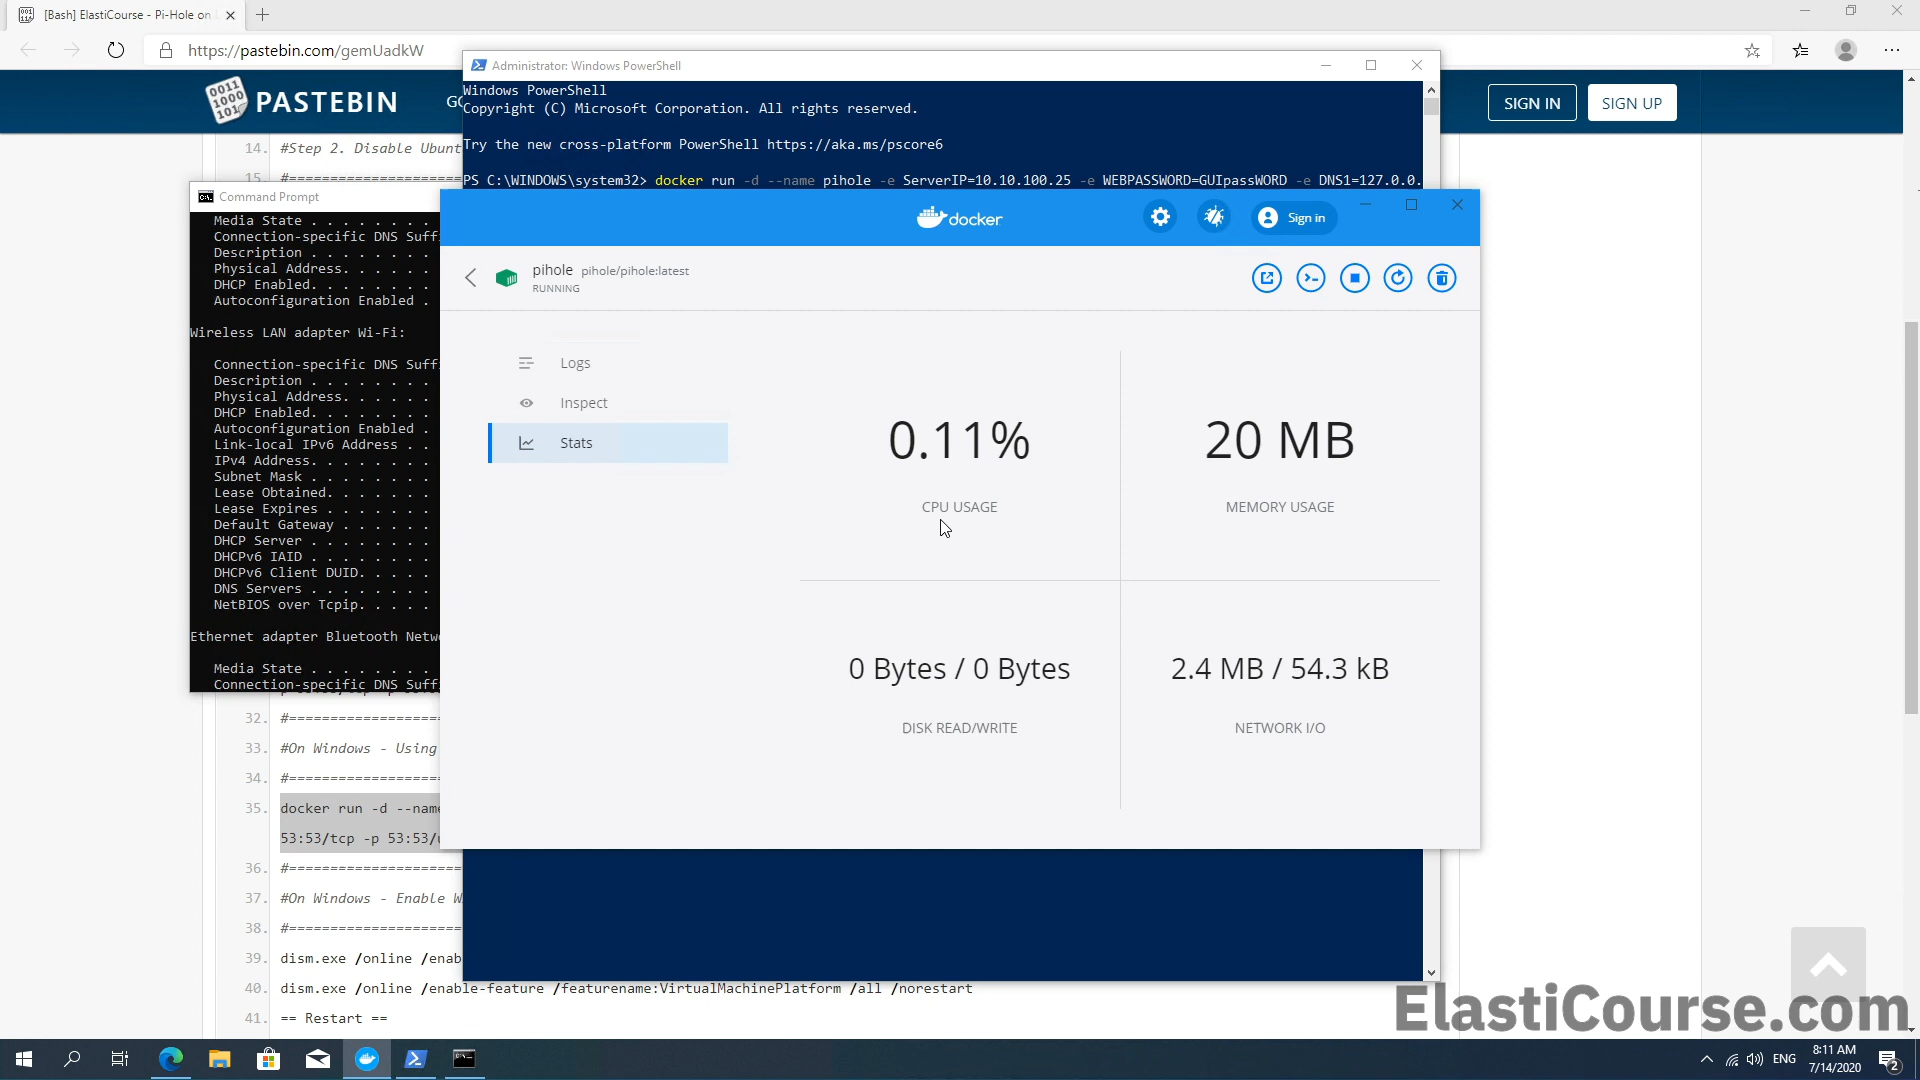 [Bash] ElastiCourse - Pi-Hole on
https://pastebin.com/gemUadkW
PASTEBIN
SIGN IN
SIGN UP
14. #Step 2. Disable Ubunt
15. #==================
Administrator: Windows PowerShell
Windows PowerShell
Copyright (C) Microsoft Corporation. All rights reserved.
Try the new cross-platform PowerShell https://aka.ms/pscore6
PS C:\WINDOWS\system32> docker run -d --name pihole -e ServerIP=10.10.100.25 -e WEBPASSWORD=GUIpassWORD -e DNS1=127.0.0.
Command Prompt
Media State . . . . . . . .
Connection-specific DNS Suff
Description . . . . . . . .
Physical Address. . . . . .
DHCP Enabled. . . . . . . .
Autoconfiguration Enabled .
Wireless LAN adapter Wi-Fi:
Connection-specific DNS Suff
Description . . . . . . . .
Physical Address. . . . . .
DHCP Enabled. . . . . . . .
Autoconfiguration Enabled .
Link-local IPv6 Address . .
IPv4 Address. . . . . . . .
Subnet Mask . . . . . . . .
Lease Obtained. . . . . . .
Lease Expires . . . . . . .
Default Gateway . . . . . .
DHCP Server . . . . . . . .
DHCPv6 IAID . . . . . . . .
DHCPv6 Client DUID. . . . .
DNS Servers . . . . . . . .
NetBIOS over Tcpip. . . . .
Ethernet adapter Bluetooth Netw
Media State . . . . . . . .
Connection-specific DNS Suff
docker
Sign in
pihole pihole/pihole:latest
RUNNING
Logs
Inspect
Stats
0.11%
CPU USAGE
20 MB
MEMORY USAGE
0 Bytes / 0 Bytes
DISK READ/WRITE
2.4 MB / 54.3 kB
NETWORK I/O
32. #==================
33. #On Windows - Using
34. #==================
35. docker run -d --name
53:53/tcp -p 53:53/
36. #====================
37. #On Windows - Enable W
38. #====================
39. dism.exe /online /enab
40. dism.exe /online /enable-feature /featurename:VirtualMachinePlatform /all /norestart
41. == Restart ==
ElastiCourse.com
ENG
8:11 AM
7/14/2020
2